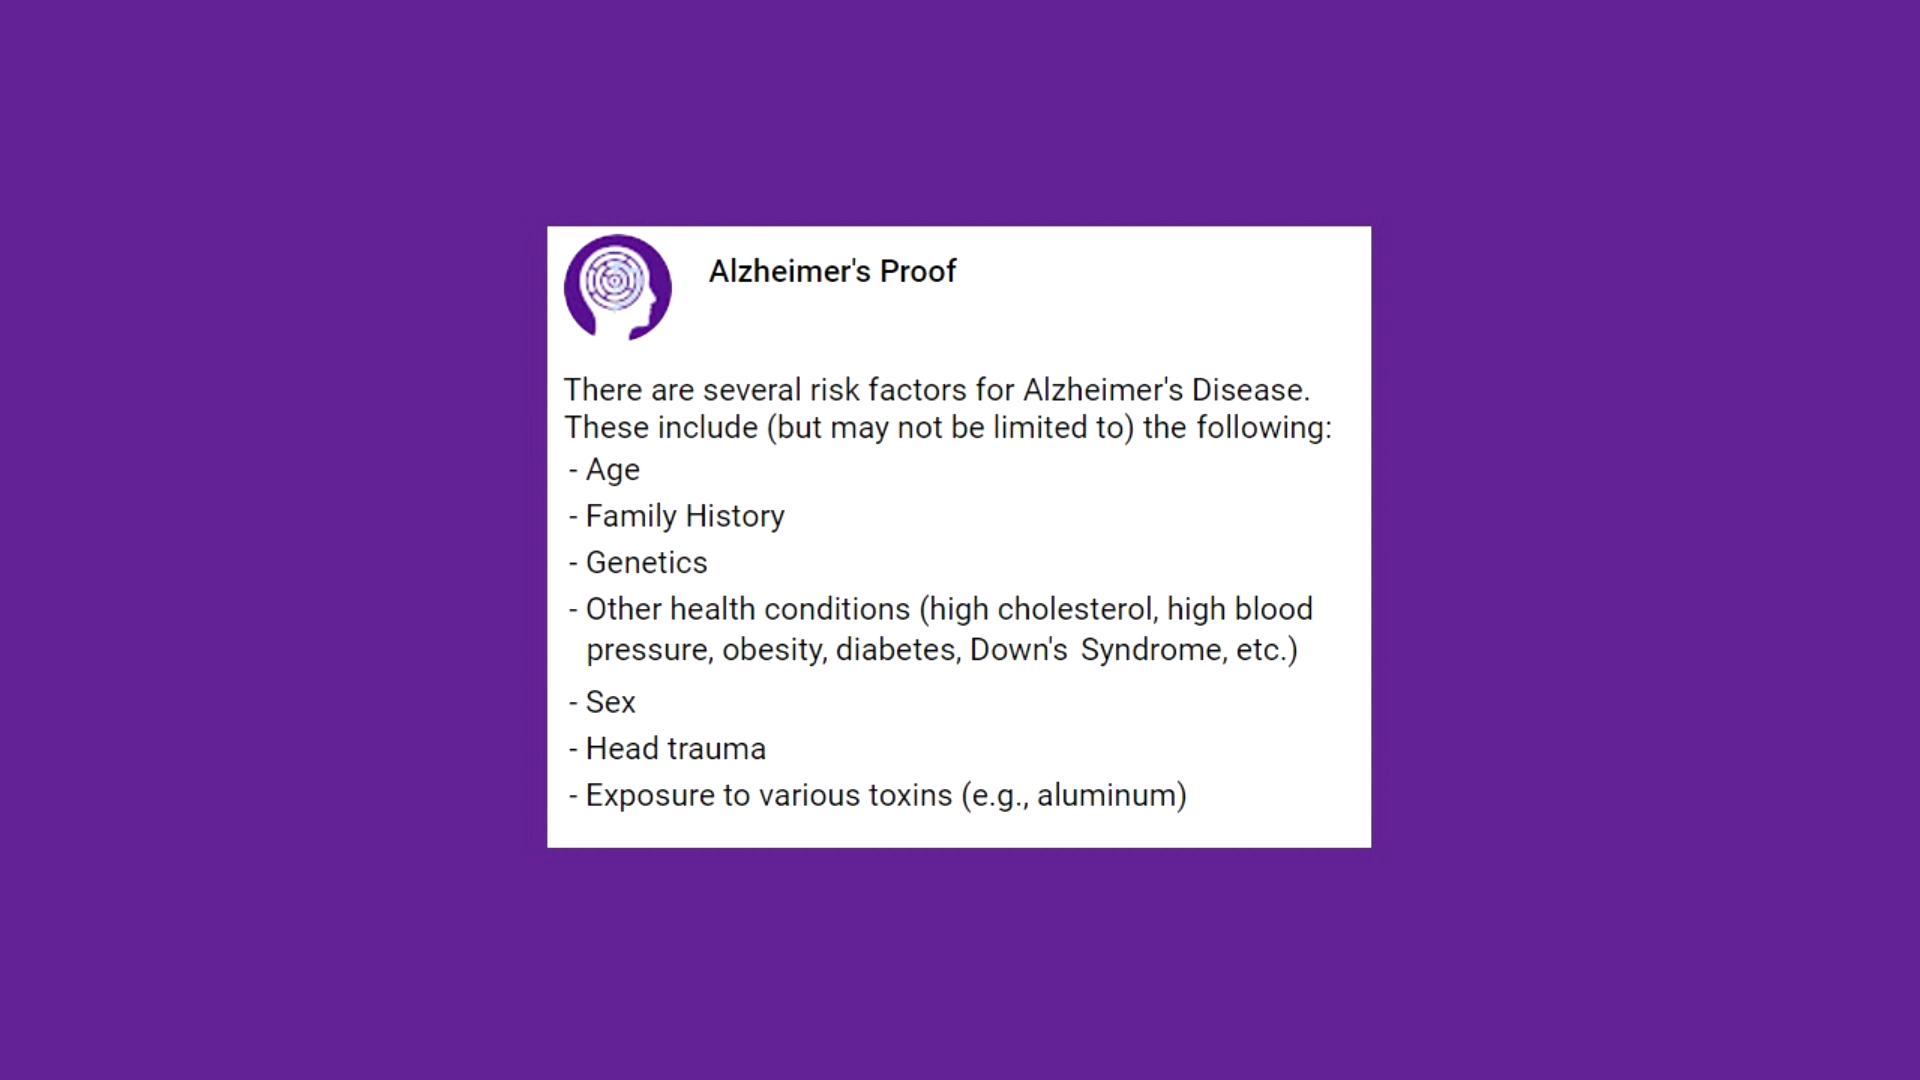 Alzheimer's Proof
There are several risk factors for Alzheimer's Disease.
These include (but may not be limited to) the following:
- Age
- Family History
- Genetics
- Other health conditions (high cholesterol, high blood
pressure, obesity, diabetes, Down's Syndrome, etc.)
- Sex
- Head trauma
- Exposure to various toxins (e.g., aluminum)